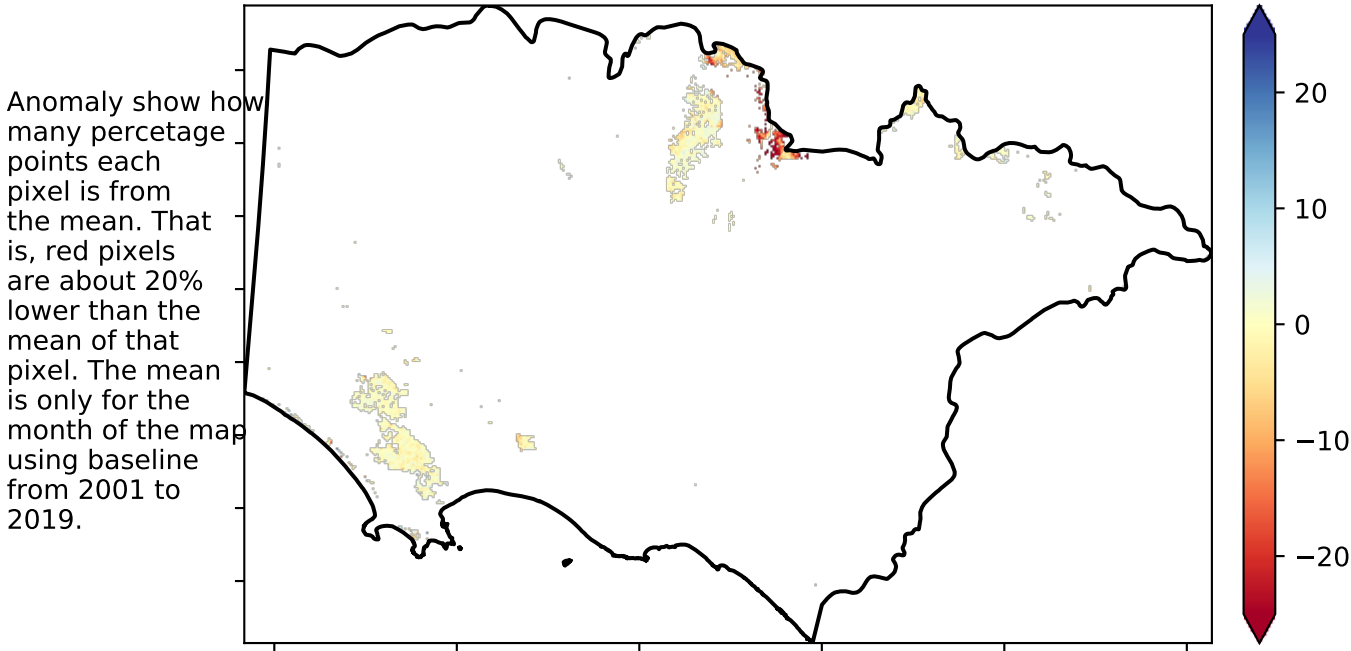 Anomaly show how
many percetage
points each
pixel is from
the mean. That
is, red pixels
are about 20%
lower than the
mean of that
pixel. The mean
is only for the
month of the map
using baseline
from 2001 to
2019.
20
10
0
−10
−20